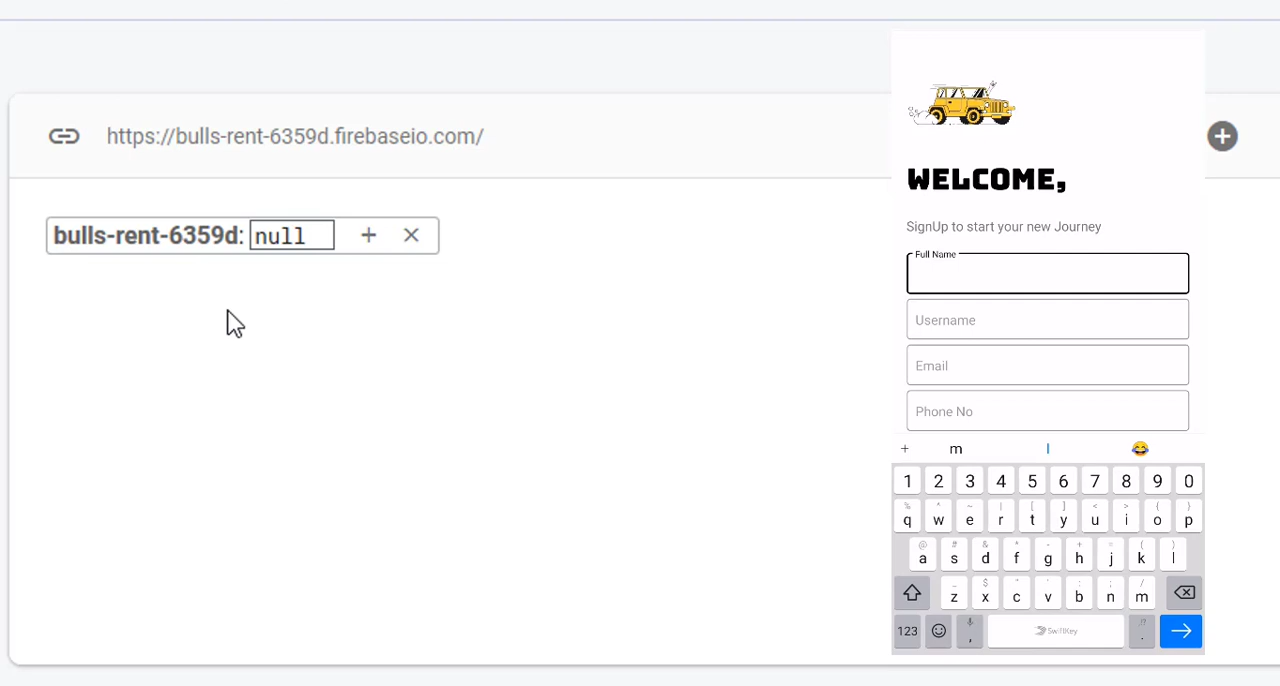 https://bulls-rent-6359d.firebaseio.com/
bulls-rent-6359d: null + ×
WELCOME,
SignUp to start your new Journey
Full Name
Username
Email
Phone No
+ m I 😂
1 2 3 4 5 6 7 8 9 0
% ^ ~ | [ ] < > { }
q w e r t y u i o p
@ # & * - + = ( )
a s d f g h j k l
_ $ " ' : ; /
z x c v b n m
123 , SwiftKey !? .